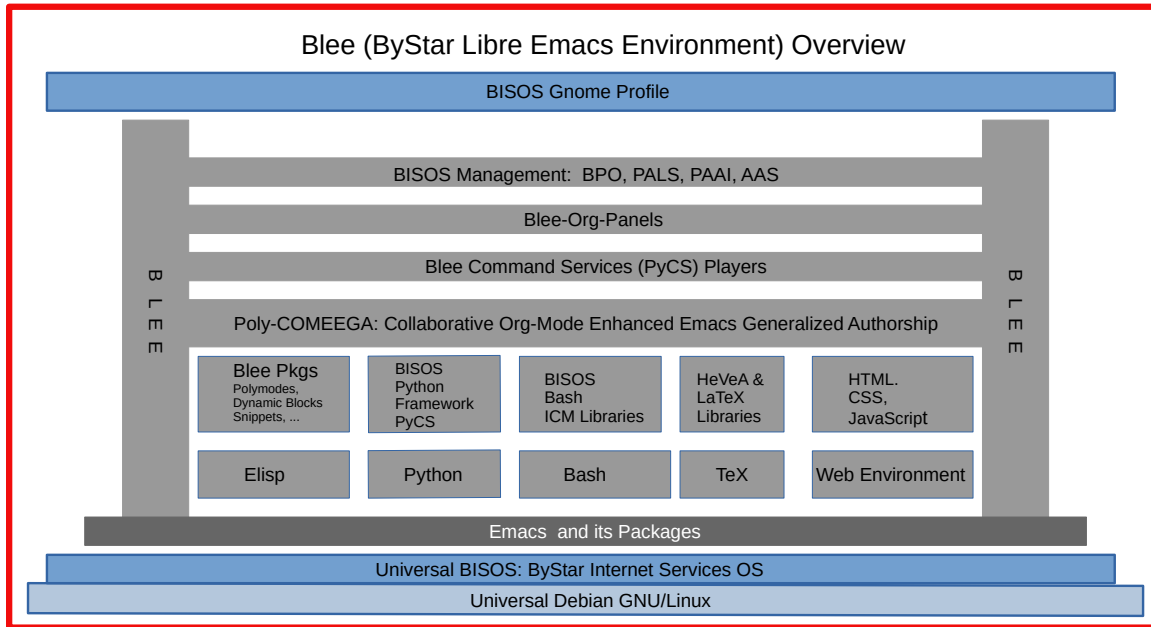 Blee (ByStar Libre Emacs Environment) Overview
BISOS Gnome Profile
BISOS Management:  BPO, PALS, PAAI, AAS
Blee-Org-Panels
Blee Command Services (PyCS) Players
B L E E
B L E E
Poly-COMEEGA: Collaborative Org-Mode Enhanced Emacs Generalized Authorship
Blee Pkgs
Polymodes,
Dynamic Blocks
Snippets, ...
BISOS
Python
Framework
PyCS
BISOS
Bash
ICM Libraries
HeVeA &
LaTeX
Libraries
HTML.
CSS,
JavaScript
Elisp
Python
Bash
TeX
Web Environment
Emacs  and its Packages
Universal BISOS: ByStar Internet Services OS
Universal Debian GNU/Linux